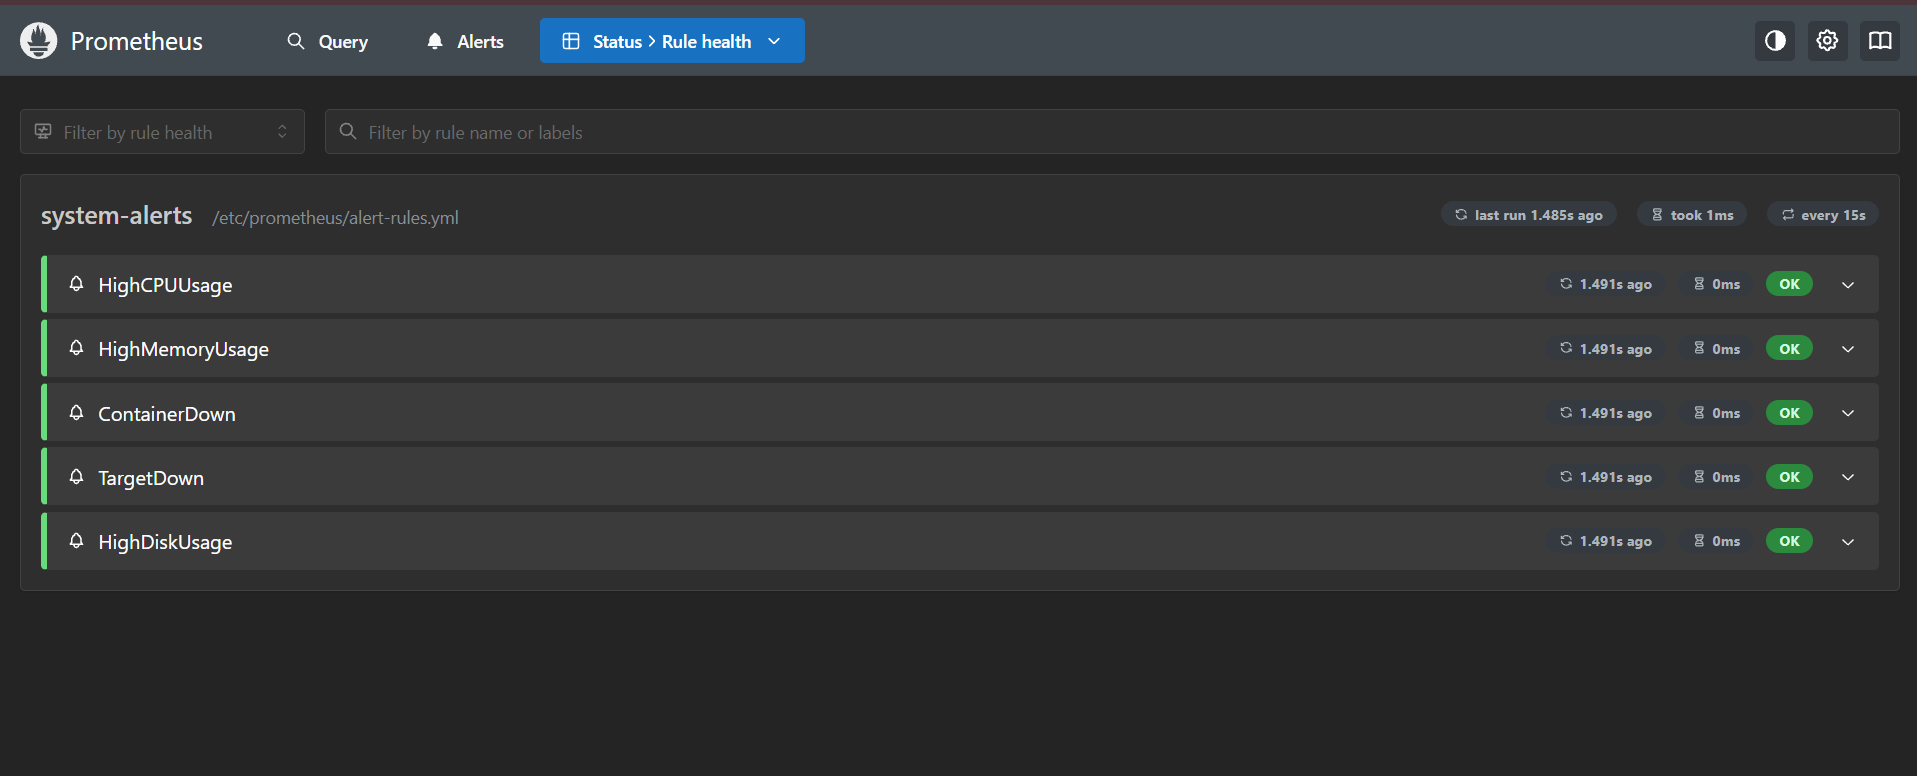 Prometheus Query Alerts Status > Rule health
Filter by rule health Filter by rule name or labels
system-alerts /etc/prometheus/alert-rules.yml last run 1.485s ago took 1ms every 15s
HighCPUUsage 1.491s ago 0ms OK
HighMemoryUsage 1.491s ago 0ms OK
ContainerDown 1.491s ago 0ms OK
TargetDown 1.491s ago 0ms OK
HighDiskUsage 1.491s ago 0ms OK